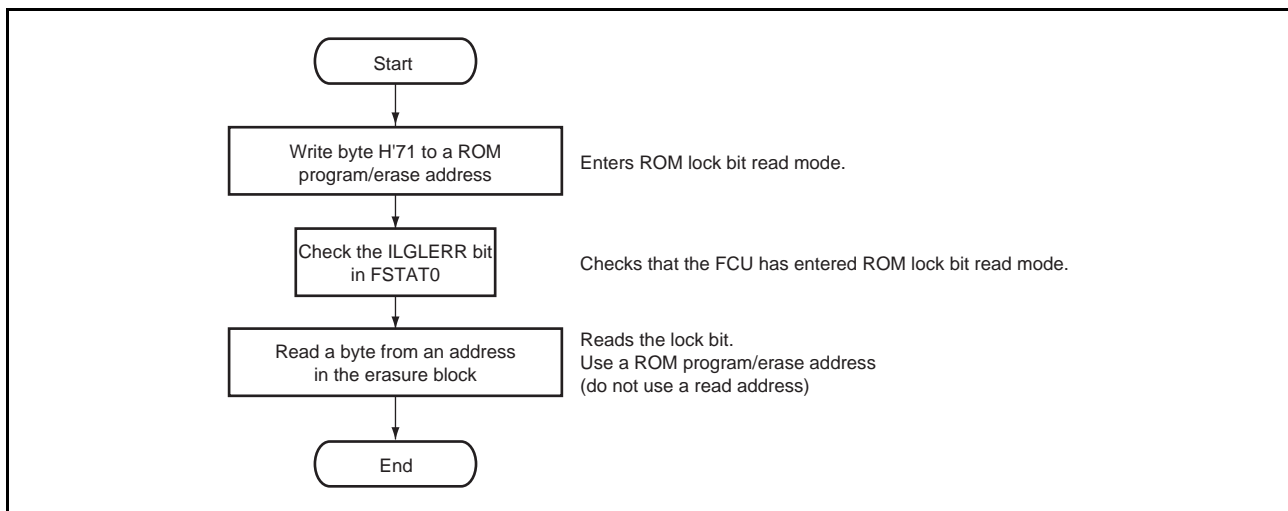 Start
Write byte H'71 to a ROM
program/erase address
Enters ROM lock bit read mode.
Check the ILGLERR bit
in FSTAT0
Checks that the FCU has entered ROM lock bit read mode.
Read a byte from an address
in the erasure block
Reads the lock bit.
Use a ROM program/erase address
(do not use a read address)
End